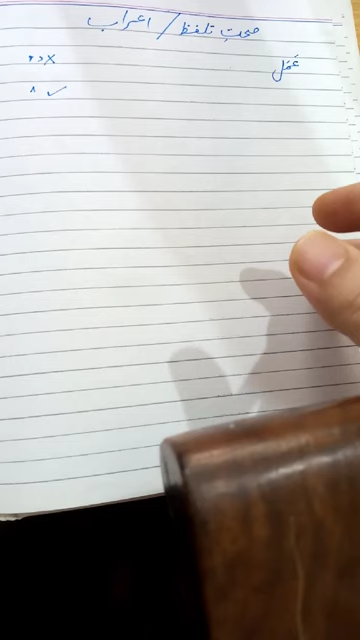 صحتِ تلفظ / اعراب
عَمَل